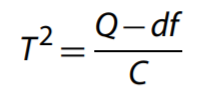 T² = (Q − df) / C